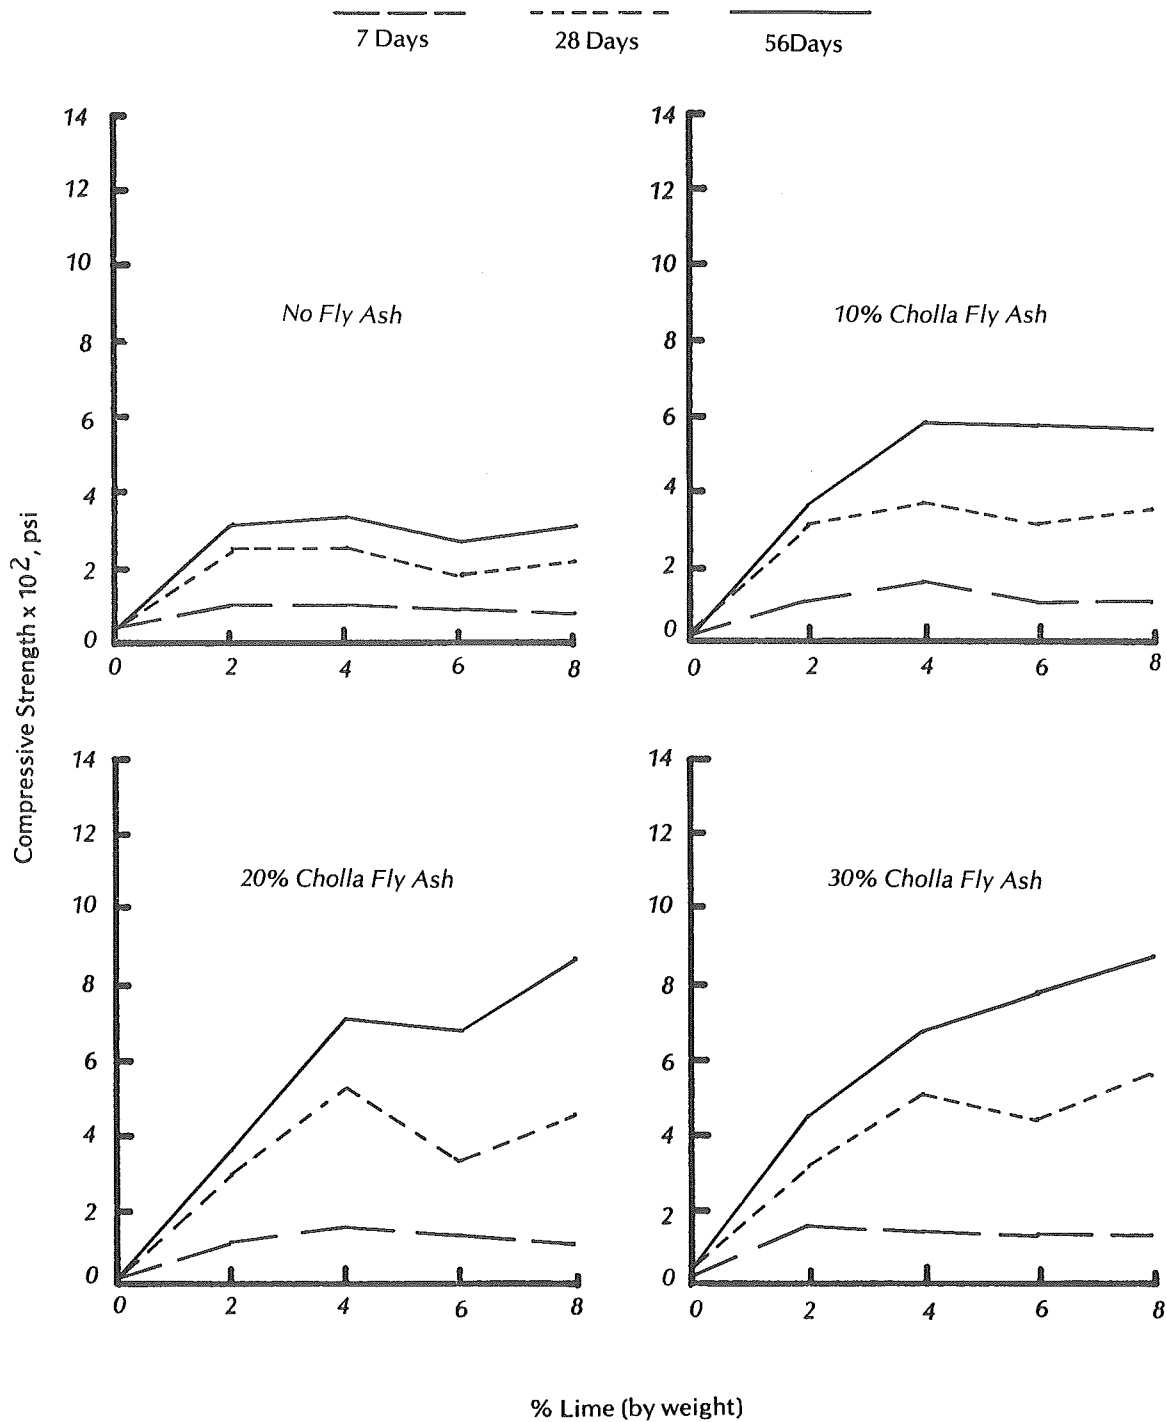 7 Days 28 Days 56Days
14
12
10
8
6
4
2
0
0 2 4 6 8
No Fly Ash
14
12
10
8
6
4
2
0
0 2 4 6 8
10% Cholla Fly Ash
Compressive Strength x 10², psi
14
12
10
8
6
4
2
0
0 2 4 6 8
20% Cholla Fly Ash
14
12
10
8
6
4
2
0
0 2 4 6 8
30% Cholla Fly Ash
% Lime (by weight)